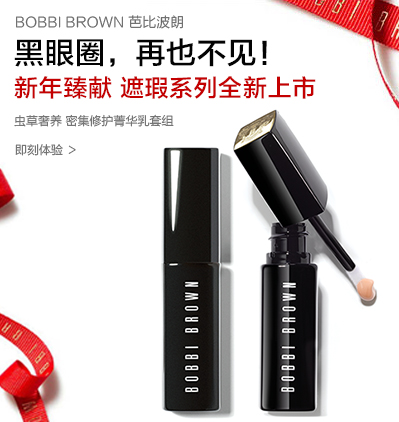 BOBBI BROWN 芭比波朗
黑眼圈，再也不见！
新年臻献 遮瑕系列全新上市
虫草奢养 密集修护菁华乳套组
即刻体验 >
BOBBI BROWN
BOBBI BROWN